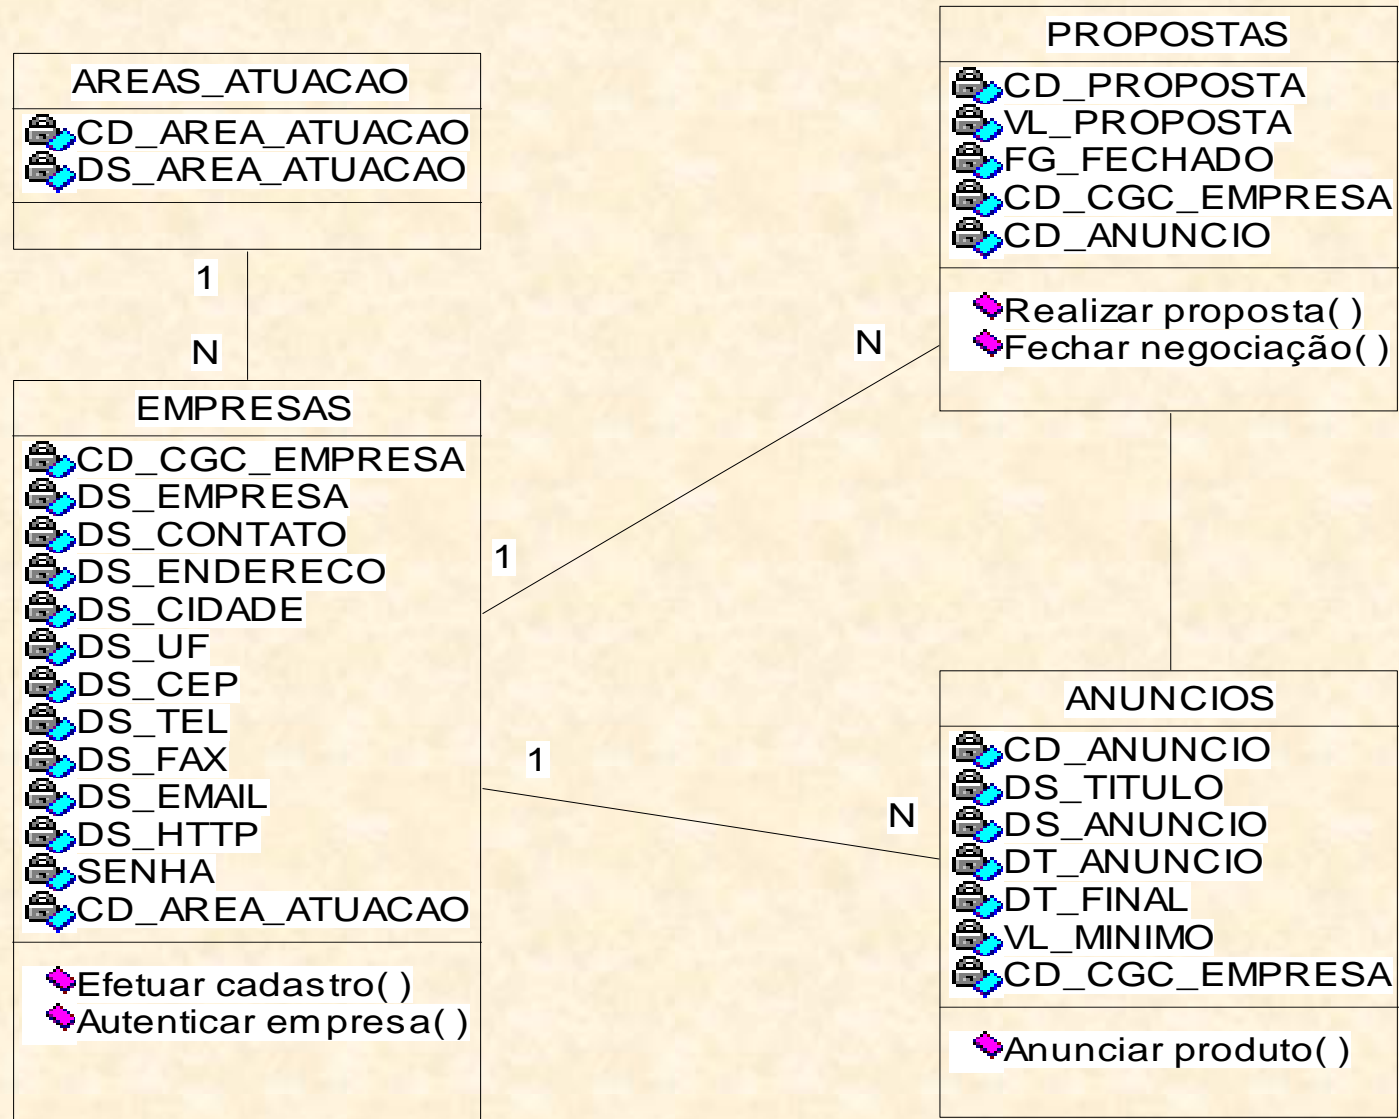 AREAS_ATUACAO
CD_AREA_ATUACAO
DS_AREA_ATUACAO
1
N
EMPRESAS
CD_CGC_EMPRESA
DS_EMPRESA
DS_CONTATO
DS_ENDERECO
DS_CIDADE
DS_UF
DS_CEP
DS_TEL
DS_FAX
DS_EMAIL
DS_HTTP
SENHA
CD_AREA_ATUACAO
Efetuar cadastro( )
Autenticar empresa( )
1
N
1
N
PROPOSTAS
CD_PROPOSTA
VL_PROPOSTA
FG_FECHADO
CD_CGC_EMPRESA
CD_ANUNCIO
Realizar proposta( )
Fechar negociação( )
ANUNCIOS
CD_ANUNCIO
DS_TITULO
DS_ANUNCIO
DT_ANUNCIO
DT_FINAL
VL_MINIMO
CD_CGC_EMPRESA
Anunciar produto( )